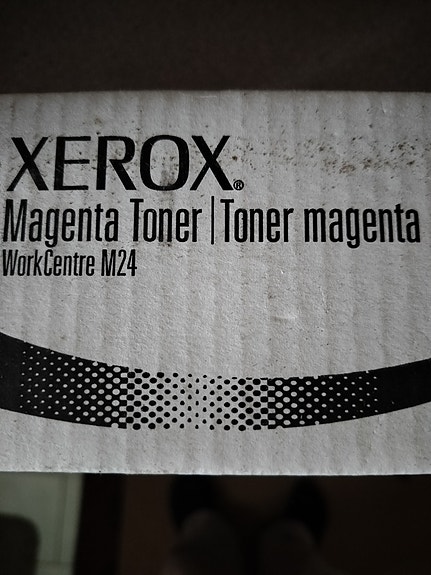 XEROX®
Magenta Toner | Toner magenta
WorkCentre M24